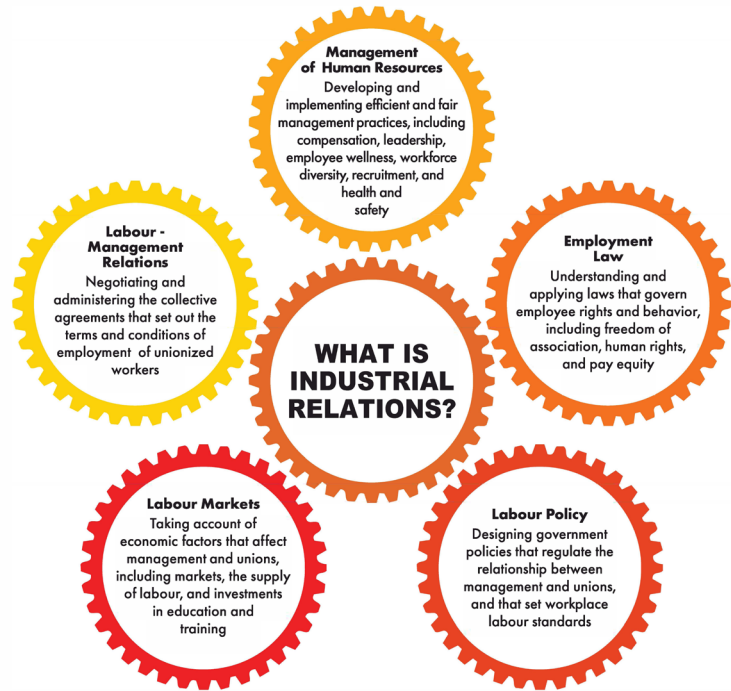 Management
of Human Resources
Developing and
implementing efficient and fair
management practices, including
compensation, leadership,
employee wellness, workforce
diversity, recruitment, and
health and
safety
Labour -
Management
Relations
Negotiating and
administering the collective
agreements that set out the
terms and conditions of
employment of unionized
workers
Employment
Law
Understanding and
applying laws that govern
employee rights and behavior,
including freedom of
association, human rights,
and pay equity
WHAT IS
INDUSTRIAL
RELATIONS?
Labour Markets
Taking account of
economic factors that affect
management and unions,
including markets, the supply
of labour, and investments
in education and
training
Labour Policy
Designing government
policies that regulate the
relationship between
management and unions,
and that set workplace
labour standards